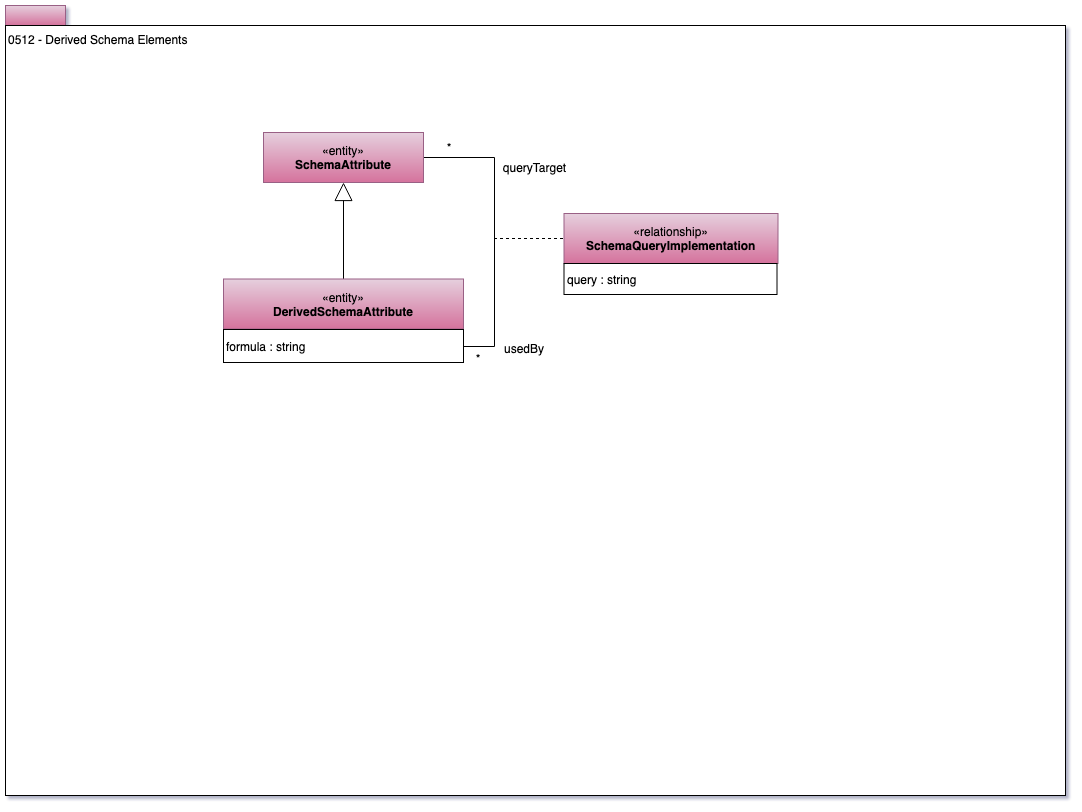 0512 - Derived Schema Elements
«entity»
SchemaAttribute
*
queryTarget
«relationship»
SchemaQueryImplementation
query : string
«entity»
DerivedSchemaAttribute
formula : string
usedBy
*